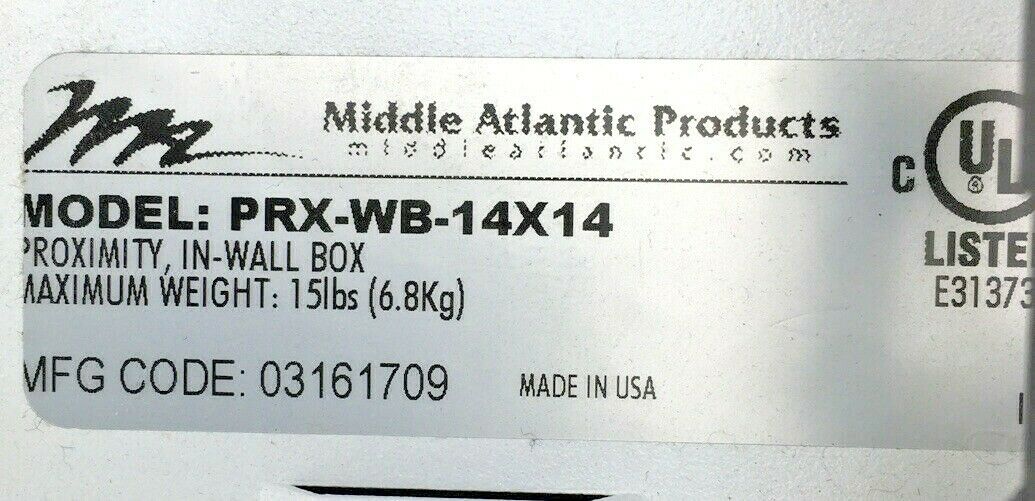 Middle Atlantic Products
middleatlantic.com
MODEL: PRX-WB-14X14
PROXIMITY, IN-WALL BOX
MAXIMUM WEIGHT: 15lbs (6.8Kg)
MFG CODE: 03161709
MADE IN USA
C UL
LISTE
E31373